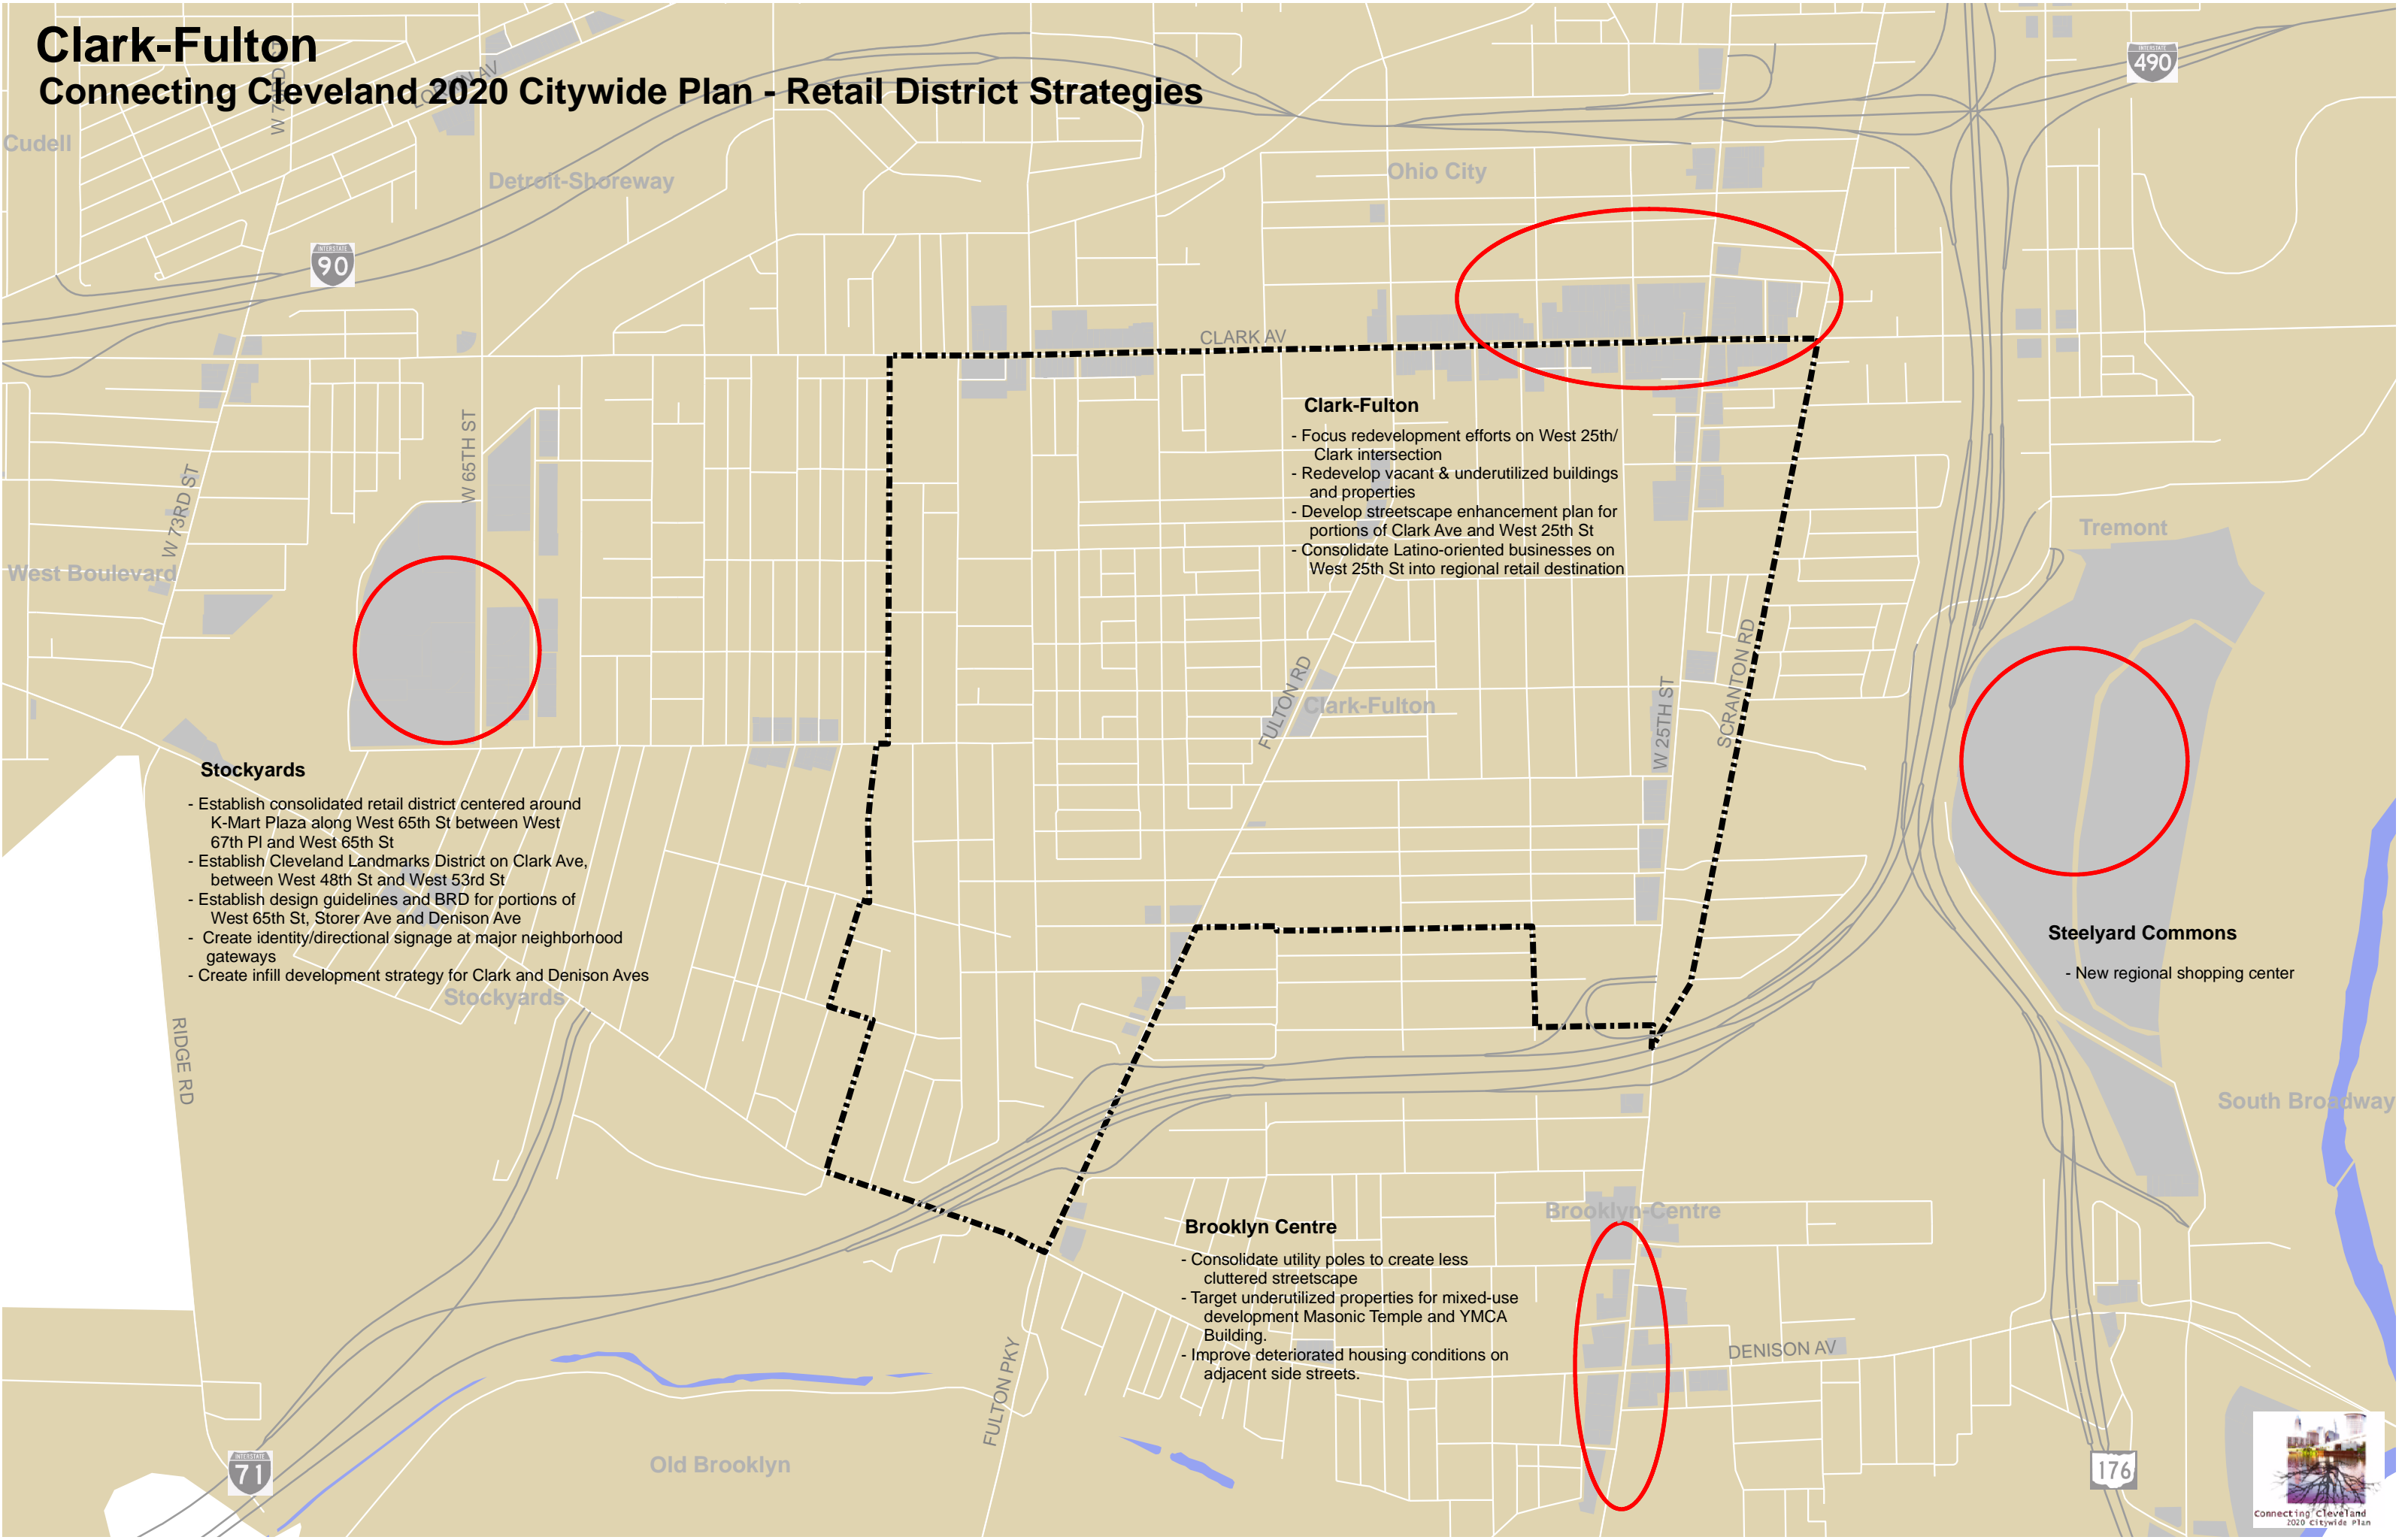 Clark-Fulton
Connecting Cleveland 2020 Citywide Plan - Retail District Strategies
INTERSTATE
490
Cudell
W 73RD ST
LORAIN AV
Detroit-Shoreway
Ohio City
INTERSTATE
90
CLARK AV
Clark-Fulton
- Focus redevelopment efforts on West 25th/
Clark intersection
- Redevelop vacant & underutilized buildings
and properties
- Develop streetscape enhancement plan for
portions of Clark Ave and West 25th St
- Consolidate Latino-oriented businesses on
West 25th St into regional retail destination
W 65TH ST
W 73RD ST
West Boulevard
Tremont
FULTON RD
Clark-Fulton
W 25TH ST
SCRANTON RD
Stockyards
- Establish consolidated retail district centered around
K-Mart Plaza along West 65th St between West
67th Pl and West 65th St
- Establish Cleveland Landmarks District on Clark Ave,
between West 48th St and West 53rd St
- Establish design guidelines and BRD for portions of
West 65th St, Storer Ave and Denison Ave
- Create identity/directional signage at major neighborhood
gateways
- Create infill development strategy for Clark and Denison Aves
Stockyards
Steelyard Commons
- New regional shopping center
RIDGE RD
South Broadway
Brooklyn Centre
- Consolidate utility poles to create less
cluttered streetscape
- Target underutilized properties for mixed-use
development Masonic Temple and YMCA
Building.
- Improve deteriorated housing conditions on
adjacent side streets.
Brooklyn-Centre
DENISON AV
FULTON PKY
Old Brooklyn
INTERSTATE
71
176
Connecting Cleveland
2020 Citywide Plan